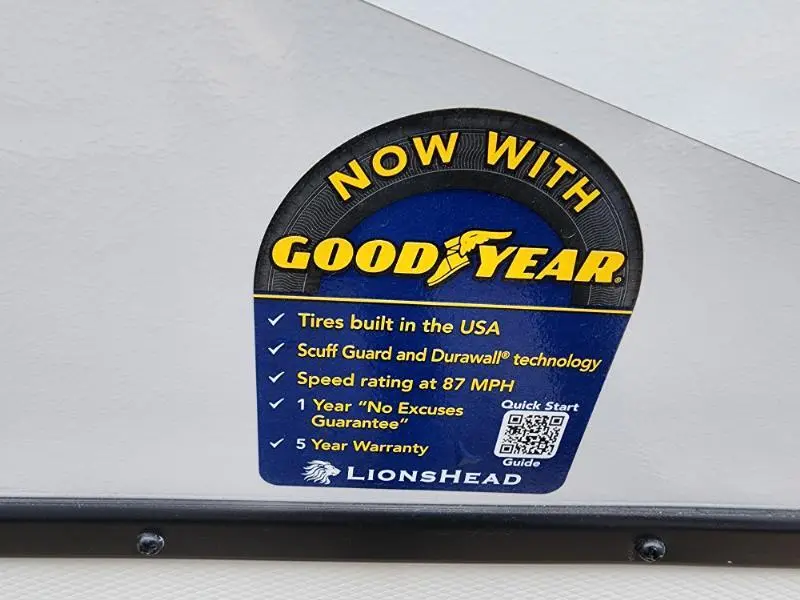 NOW WITH
GOODYEAR®
✓ Tires built in the USA
✓ Scuff Guard and Durawall® technology
✓ Speed rating at 87 MPH
✓ 1 Year "No Excuses
Guarantee"
✓ 5 Year Warranty
Quick Start
Guide
LIONSHEAD